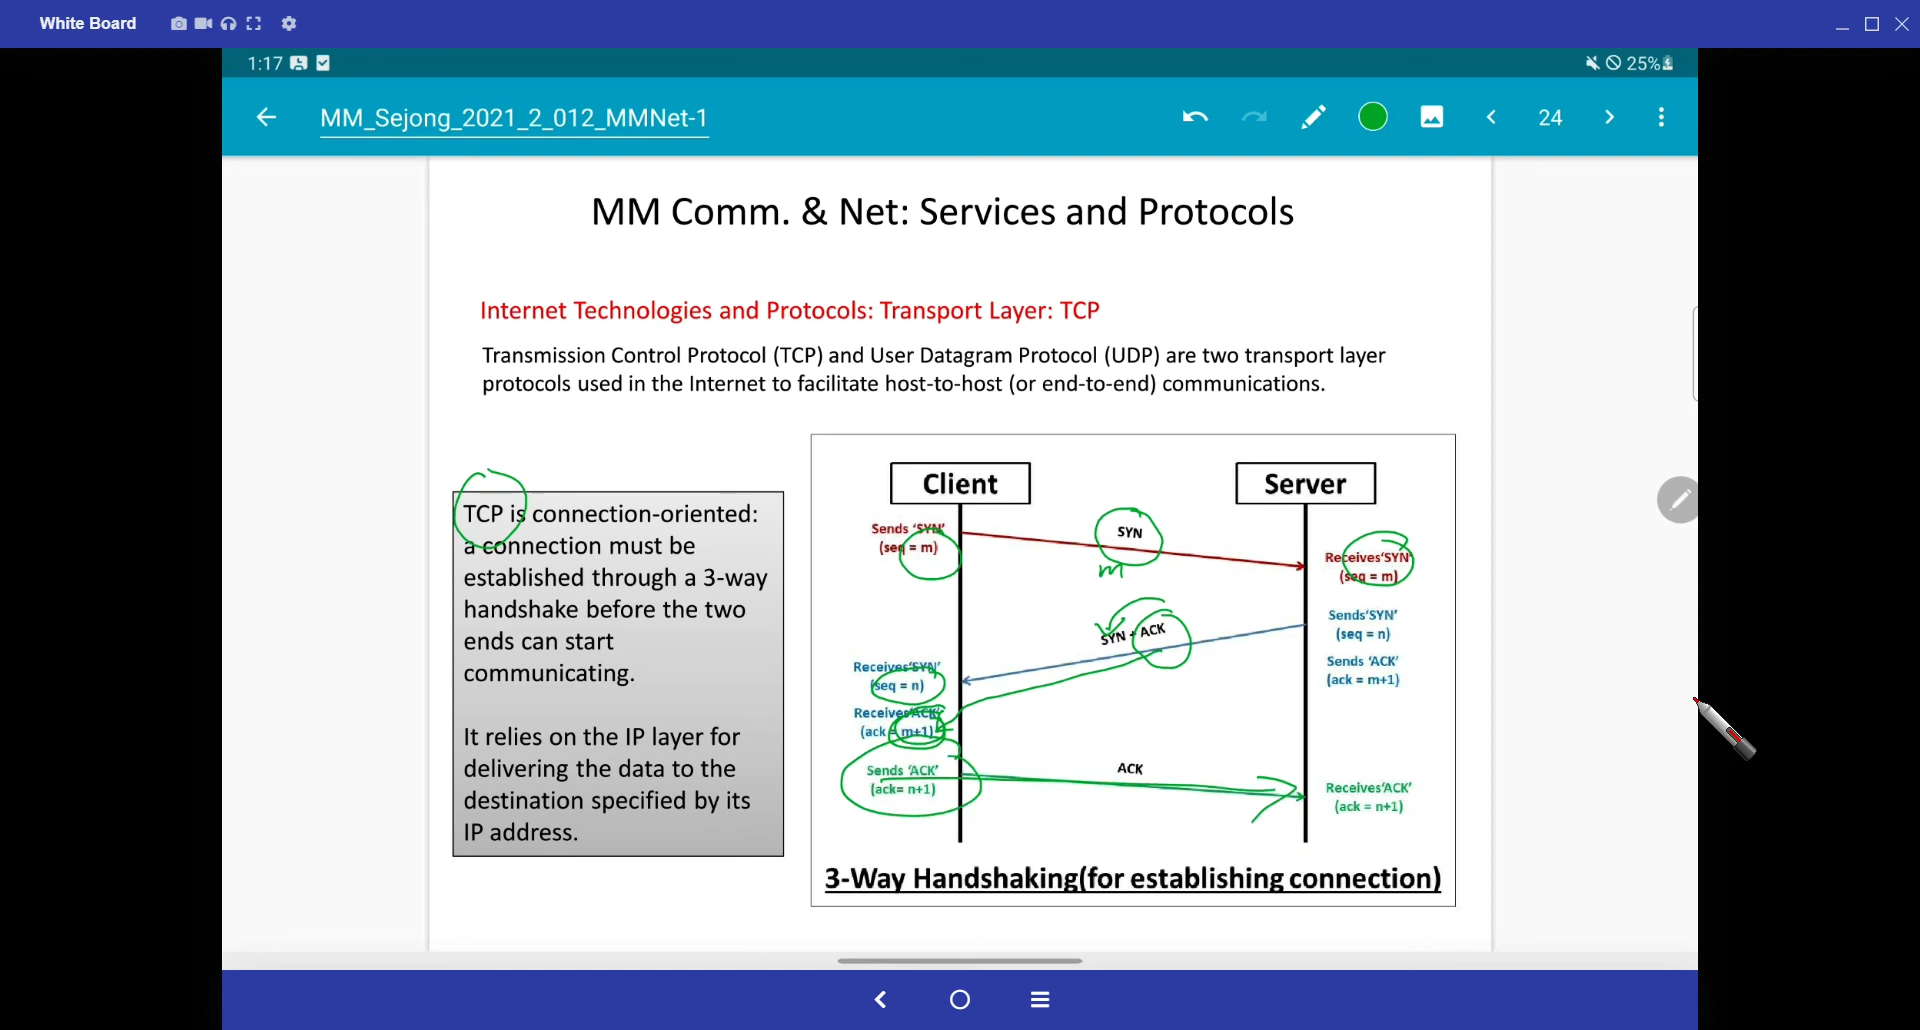 White Board
1:17
25%
MM_Sejong_2021_2_012_MMNet-1
24
MM Comm. & Net: Services and Protocols
Internet Technologies and Protocols: Transport Layer: TCP
Transmission Control Protocol (TCP) and User Datagram Protocol (UDP) are two transport layer
protocols used in the Internet to facilitate host-to-host (or end-to-end) communications.
TCP is connection-oriented:
a connection must be
established through a 3-way
handshake before the two
ends can start
communicating.
It relies on the IP layer for
delivering the data to the
destination specified by its
IP address.
Client
Server
Sends 'SYN'
(seq = m)
SYN
m
Receives'SYN'
(seq = m)
Sends'SYN'
(seq = n)
Sends 'ACK'
(ack = m+1)
SYN + ACK
Receives'SYN'
(seq = n)
Receives'ACK'
(ack = m+1)
Sends 'ACK'
(ack= n+1)
ACK
Receives'ACK'
(ack = n+1)
3-Way Handshaking(for establishing connection)